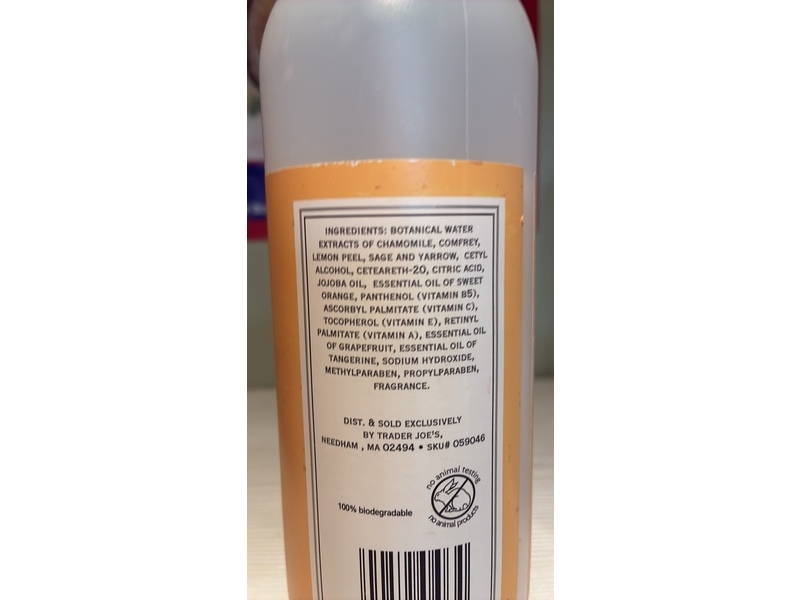 INGREDIENTS: BOTANICAL WATER
EXTRACTS OF CHAMOMILE, COMFREY,
LEMON PEEL, SAGE AND YARROW, CETYL
ALCOHOL, CETEARETH-20, CITRIC ACID,
JOJOBA OIL, ESSENTIAL OIL OF SWEET
ORANGE, PANTHENOL (VITAMIN B5),
ASCORBYL PALMITATE (VITAMIN C),
TOCOPHEROL (VITAMIN E), RETINYL
PALMITATE (VITAMIN A), ESSENTIAL OIL
OF GRAPEFRUIT, ESSENTIAL OIL OF
TANGERINE, SODIUM HYDROXIDE,
METHYLPARABEN, PROPYLPARABEN,
FRAGRANCE.
DIST. & SOLD EXCLUSIVELY
BY TRADER JOE'S,
NEEDHAM , MA 02494 • SKU# 059046
no animal testing
100% biodegradable
no animal products